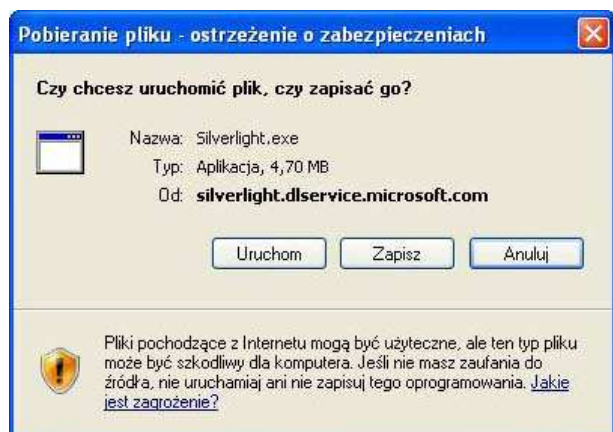 Pobieranie pliku - ostrzeżenie o zabezpieczeniach
Czy chcesz uruchomić plik, czy zapisać go?
Nazwa: Silverlight.exe
Typ: Aplikacja, 4,70 MB
Od: silverlight.dlservice.microsoft.com
Uruchom Zapisz Anuluj
Pliki pochodzące z Internetu mogą być użyteczne, ale ten typ pliku
może być szkodliwy dla komputera. Jeśli nie masz zaufania do
źródła, nie uruchamiaj ani nie zapisuj tego oprogramowania. Jakie
jest zagrożenie?